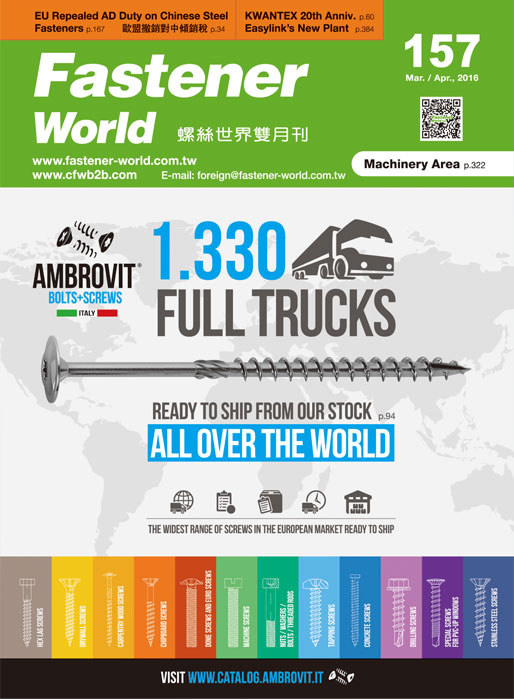 EU Repealed AD Duty on Chinese Steel
Fasteners p.167 歐盟撤銷對中傾銷稅 p.34
KWANTEX 20th Anniv. p.60
Easylink's New Plant p.384
157
Mar. / Apr., 2016
Fastener
World 螺絲世界雙月刊
www.fastener-world.com.tw
www.cfwb2b.com E-mail: foreign@fastener-world.com.tw
Machinery Area p.322
AMBROVIT®
BOLTS+SCREWS
ITALY
1.330
FULL TRUCKS
READY TO SHIP FROM OUR STOCK p.94
ALL OVER THE WORLD
THE WIDEST RANGE OF SCREWS IN THE EUROPEAN MARKET READY TO SHIP
HEX LAG SCREWS
DRYWALL SCREWS
CARPENTRY WOOD SCREWS
CHIPBOARD SCREWS
DOME SCREWS AND EURO SCREWS
MACHINE SCREWS
NUTS / WASHERS /
BOLTS / THREADED RODS
TAPPING SCREWS
CONCRETE SCREWS
DRILLING SCREWS
SPECIAL SCREWS
FOR PVC-UP WINDOWS
STAINLESS STEEL SCREWS
VISIT WWW.CATALOG.AMBROVIT.IT